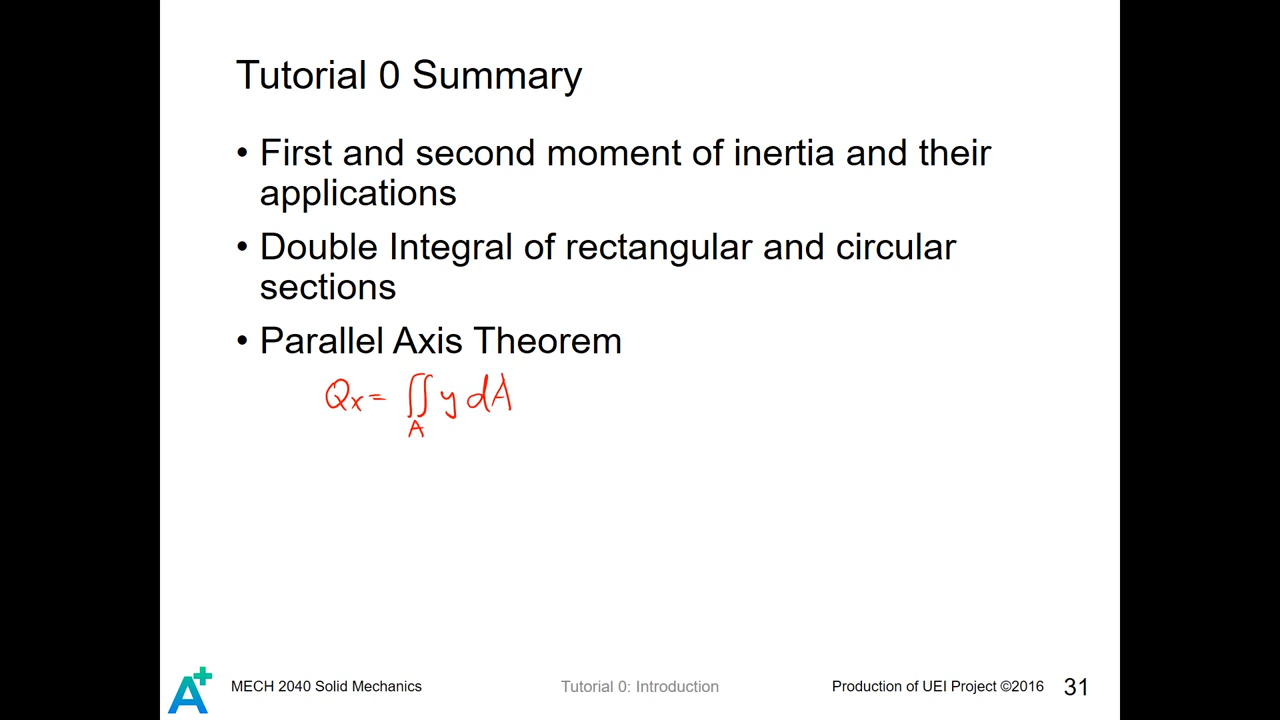 Tutorial 0 Summary
• First and second moment of inertia and their
applications
• Double Integral of rectangular and circular
sections
• Parallel Axis Theorem
Qx = ∬ y dA
A
A+ MECH 2040 Solid Mechanics Tutorial 0: Introduction Production of UEI Project ©2016 31